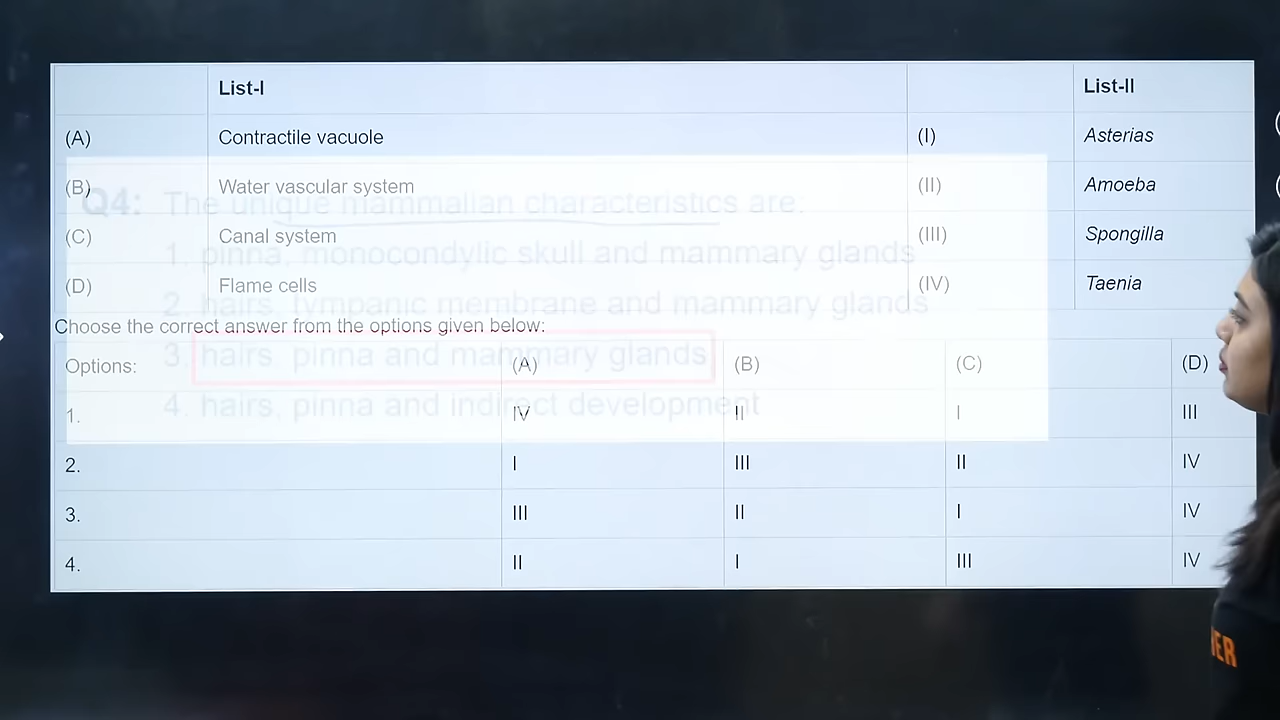 List-I List-II
(A) Contractile vacuole (I) Asterias
(B) Water vascular system (II) Amoeba
Q4: The unique mammalian characteristics are:
(C) Canal system (III) Spongilla
1. pinna, monocondylic skull and mammary glands
(D) Flame cells (IV) Taenia
2. hairs, tympanic membrane and mammary glands
Choose the correct answer from the options given below:
3. hairs, pinna and mammary glands
Options: (A) (B) (C) (D)
4. hairs, pinna and indirect development
1. IV II I III
2. I III II IV
3. III II I IV
4. II I III IV
ER